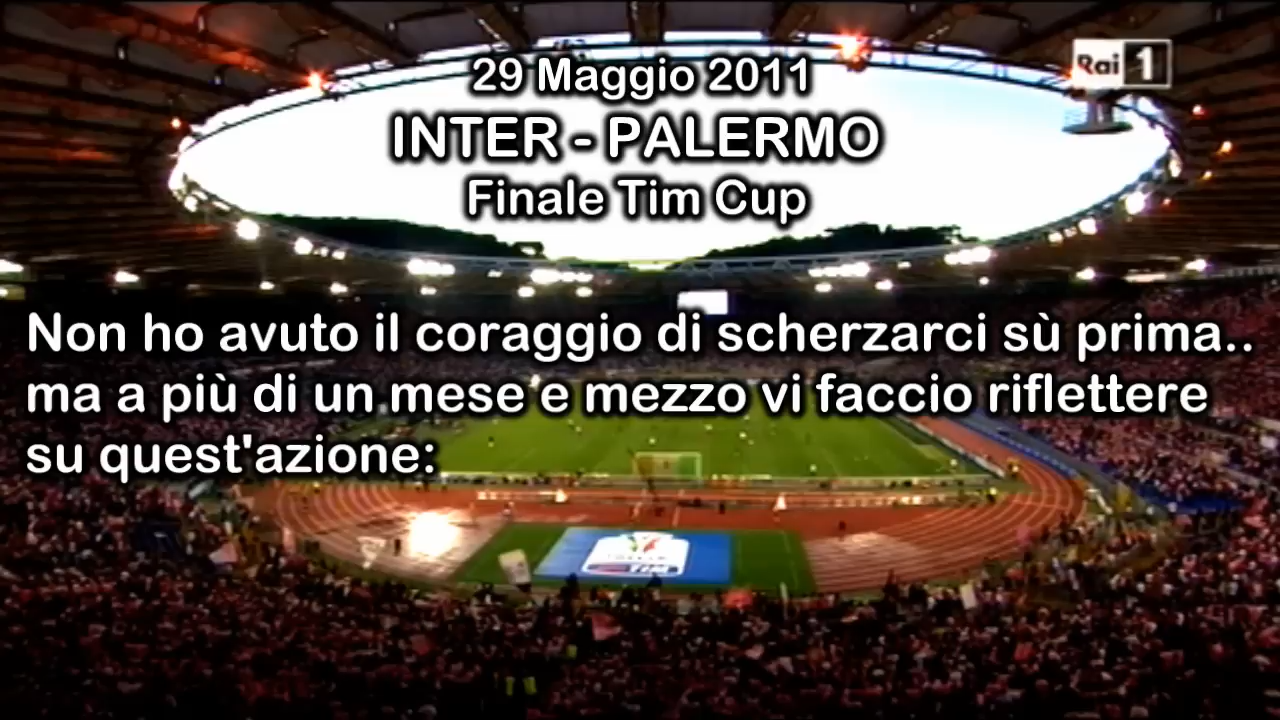 29 Maggio 2011
Rai 1
INTER - PALERMO
Finale Tim Cup
Non ho avuto il coraggio di scherzarci sù prima..
ma a più di un mese e mezzo vi faccio riflettere
su quest'azione:
TIM